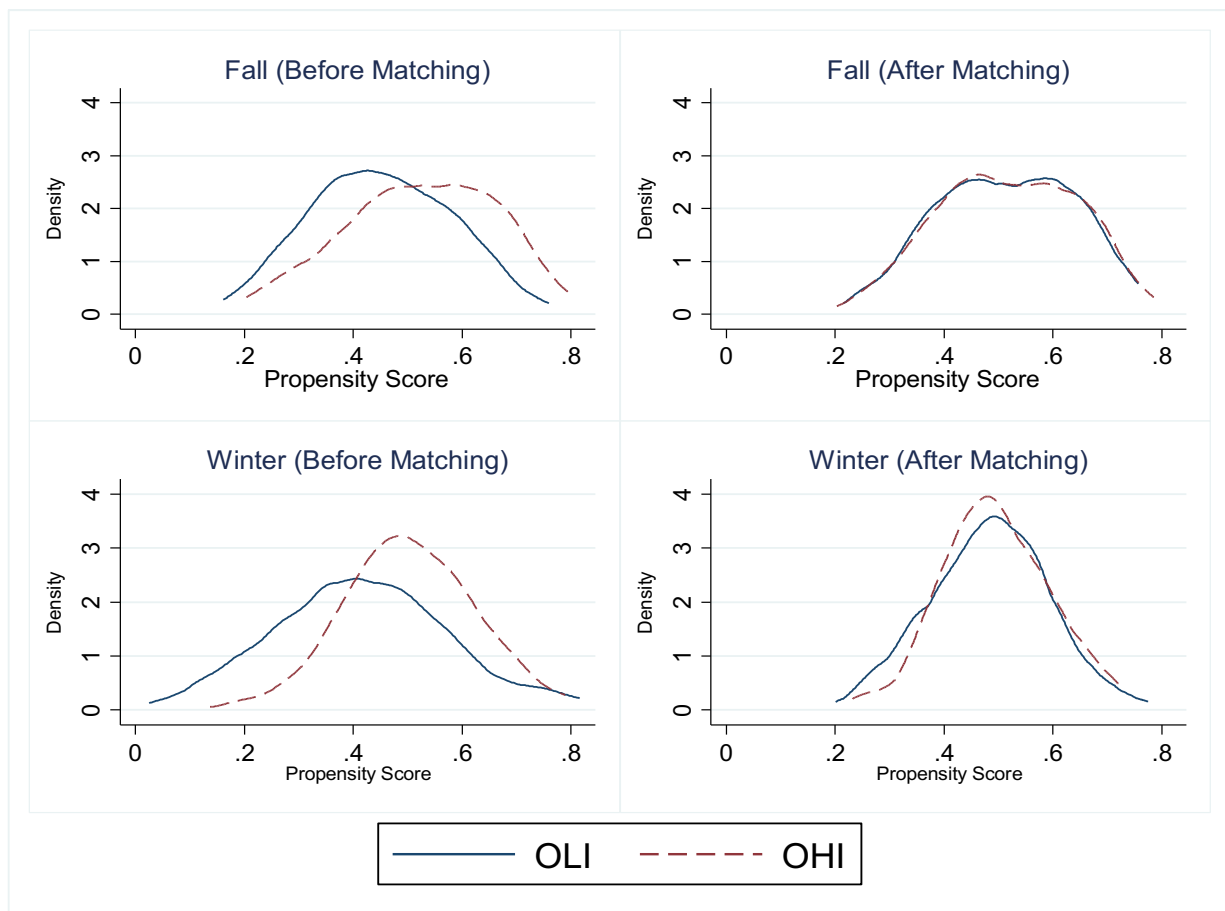 Fall (Before Matching)
Density
4
3
2
1
0
0 .2 .4 .6 .8
Propensity Score
Fall (After Matching)
Density
4
3
2
1
0
0 .2 .4 .6 .8
Propensity Score
Winter (Before Matching)
Density
4
3
2
1
0
0 .2 .4 .6 .8
Propensity Score
Winter (After Matching)
Density
4
3
2
1
0
0 .2 .4 .6 .8
Propensity Score
OLI OHI